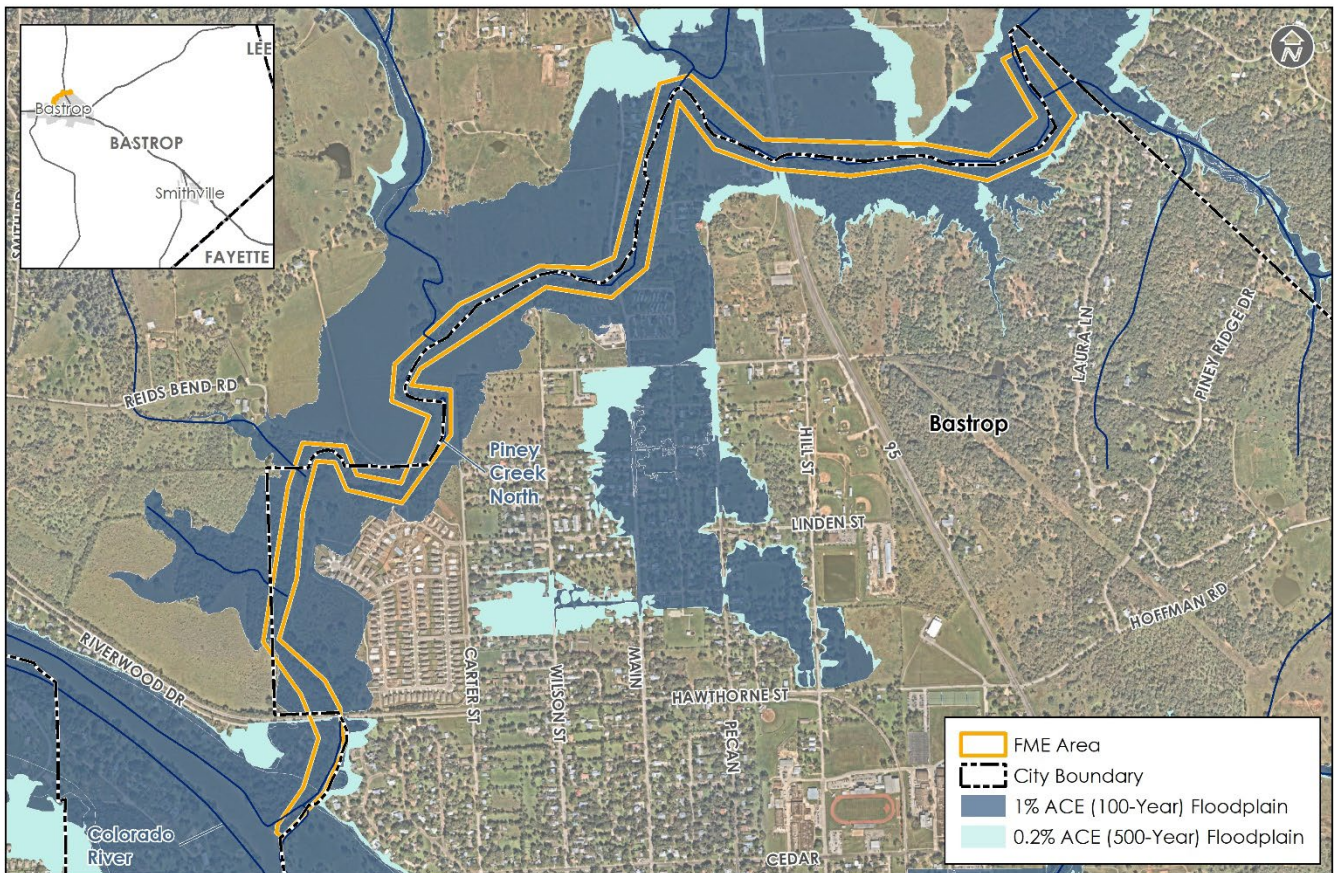 LEE
Bastrop
BASTROP
Smithville
FAYETTE
N
SMITH RD
REIDS BEND RD
Piney
Creek
North
Bastrop
LAURA LN
PINEY RIDGE DR
HILL ST
95
LINDEN ST
HOFFMAN RD
RIVERWOOD DR
CARTER ST
WILSON ST
MAIN
HAWTHORNE ST
PECAN
CEDAR
Colorado
River
FME Area
City Boundary
1% ACE (100-Year) Floodplain
0.2% ACE (500-Year) Floodplain